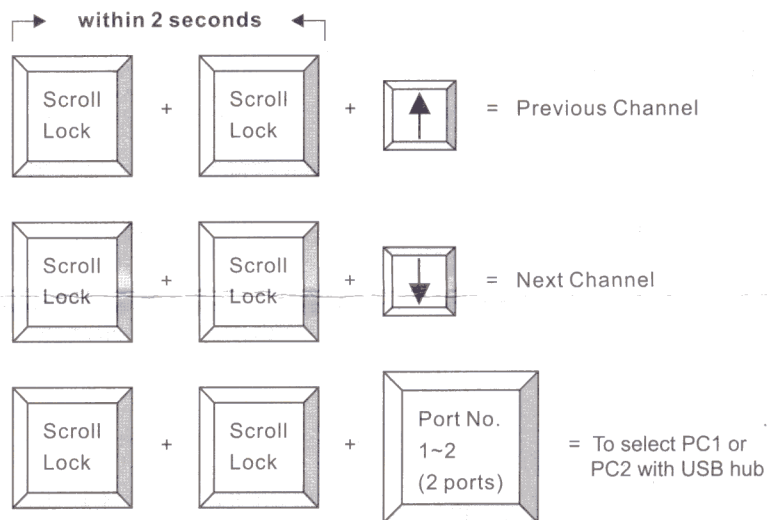 within 2 seconds
Scroll Lock + Scroll Lock + ↑ = Previous Channel
Scroll Lock + Scroll Lock + ↓ = Next Channel
Scroll Lock + Scroll Lock + Port No. 1~2 (2 ports) = To select PC1 or PC2 with USB hub